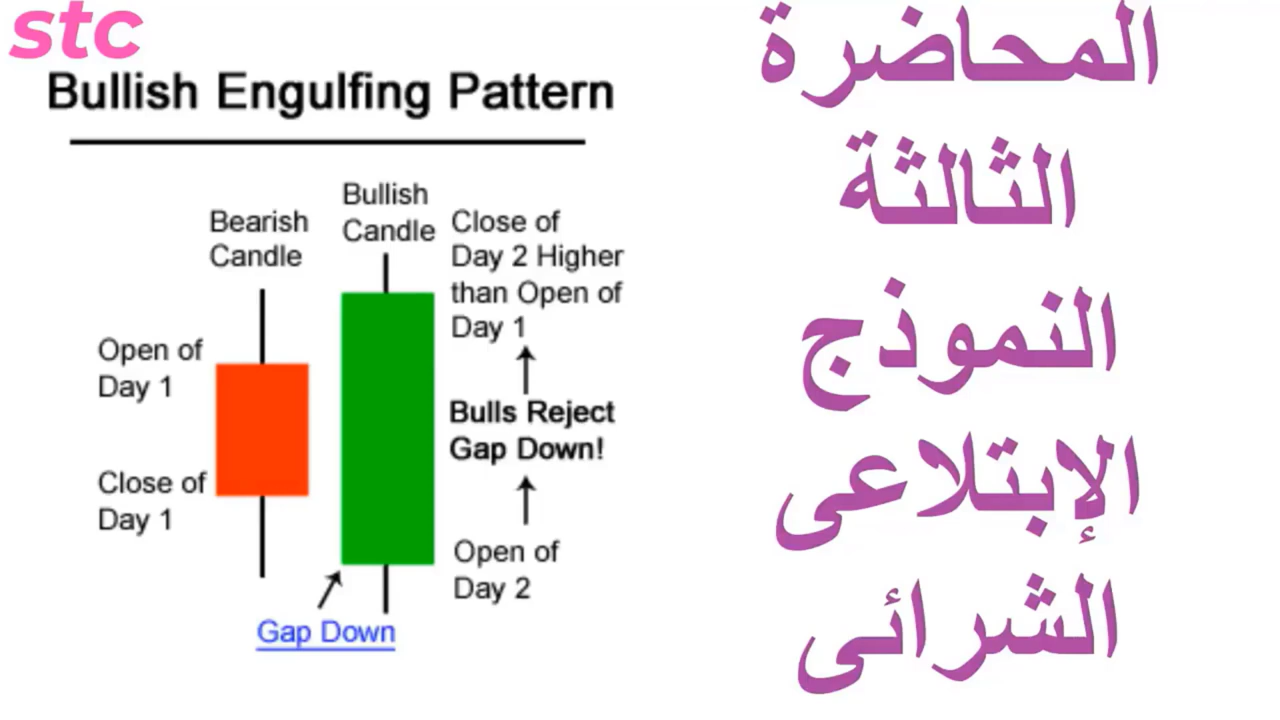 stc
Bullish Engulfing Pattern
Bearish
Candle
Bullish
Candle
Close of
Day 2 Higher
than Open of
Day 1
Open of
Day 1
Bulls Reject
Gap Down!
Close of
Day 1
Open of
Day 2
Gap Down
المحاضرة
الثالثة
النموذج
الإبتلاعى
الشرائى